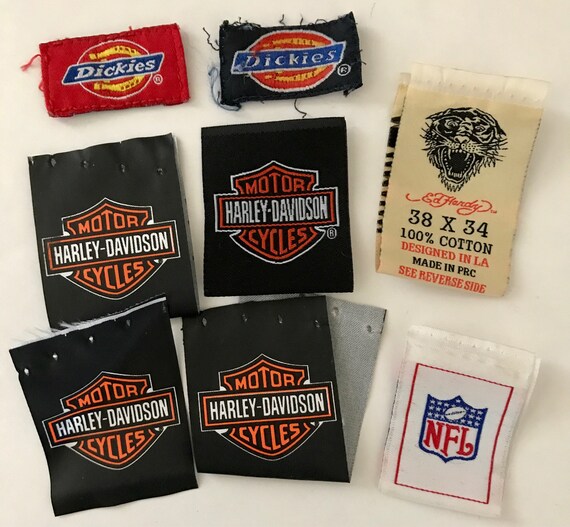 Dickies
®
Dickies
®
MOTOR
HARLEY-DAVIDSON
CYCLES
MOTOR
HARLEY-DAVIDSON
CYCLES
®
Ed Hardy
38 X 34
100% COTTON
DESIGNED IN LA
MADE IN PRC
SEE REVERSE SIDE
MOTOR
HARLEY-DAVIDSON
CYCLES
MOTOR
HARLEY-DAVIDSON
CYCLES
NFL